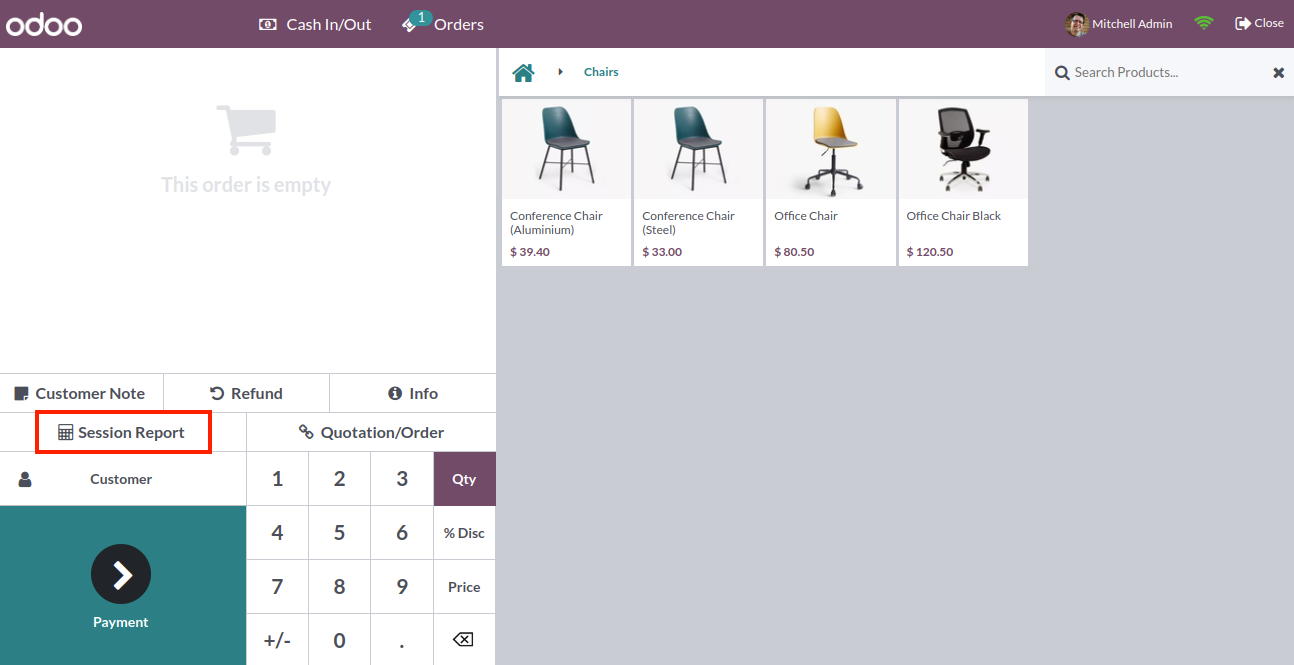 odoo
Cash In/Out
1
Orders
Mitchell Admin
Close
This order is empty
Chairs
Search Products...
Conference Chair
(Aluminium)
$ 39.40
Conference Chair
(Steel)
$ 33.00
Office Chair
$ 80.50
Office Chair Black
$ 120.50
Customer Note
Refund
Info
Session Report
Quotation/Order
Customer
1
2
3
Qty
4
5
6
% Disc
7
8
9
Price
+/-
0
.
Payment